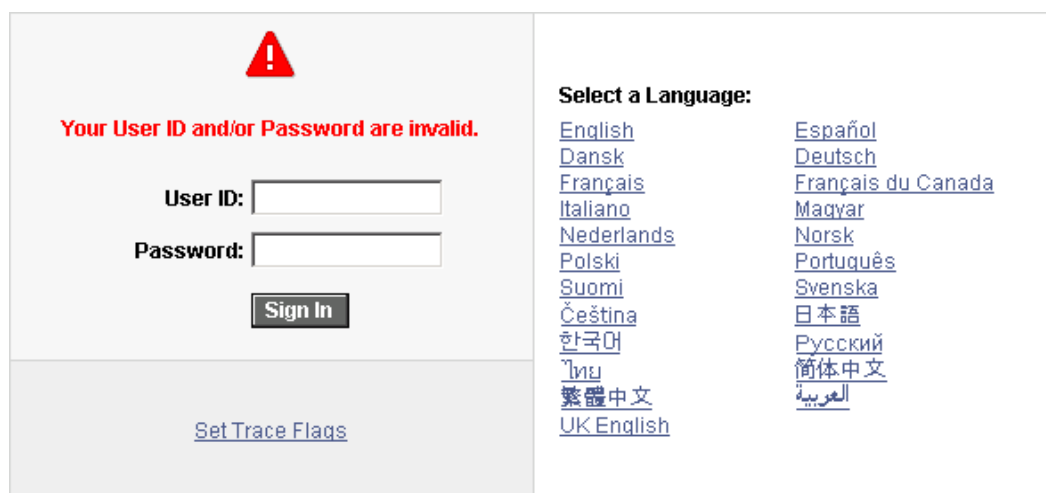 Your User ID and/or Password are invalid.
User ID:
Password:
Sign In
Set Trace Flags
Select a Language:
English Español
Dansk Deutsch
Français Français du Canada
Italiano Magyar
Nederlands Norsk
Polski Português
Suomi Svenska
Čeština 日本語
한국어 Русский
ไทย 简体中文
繁體中文 العربية
UK English